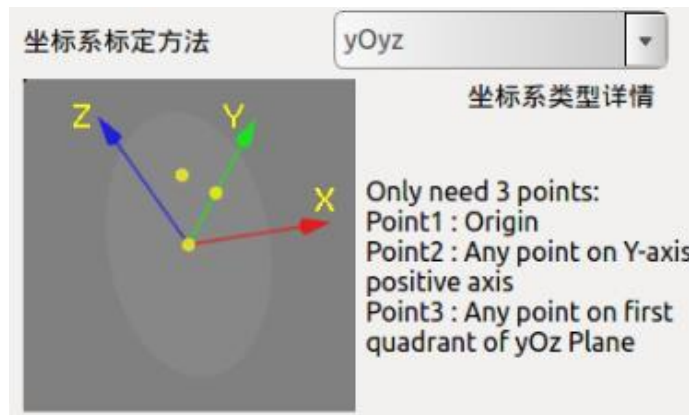 坐标系标定方法
yOyz
坐标系类型详情
Z
Y
X
Only need 3 points:
Point1 : Origin
Point2 : Any point on Y-axis
positive axis
Point3 : Any point on first
quadrant of yOz Plane